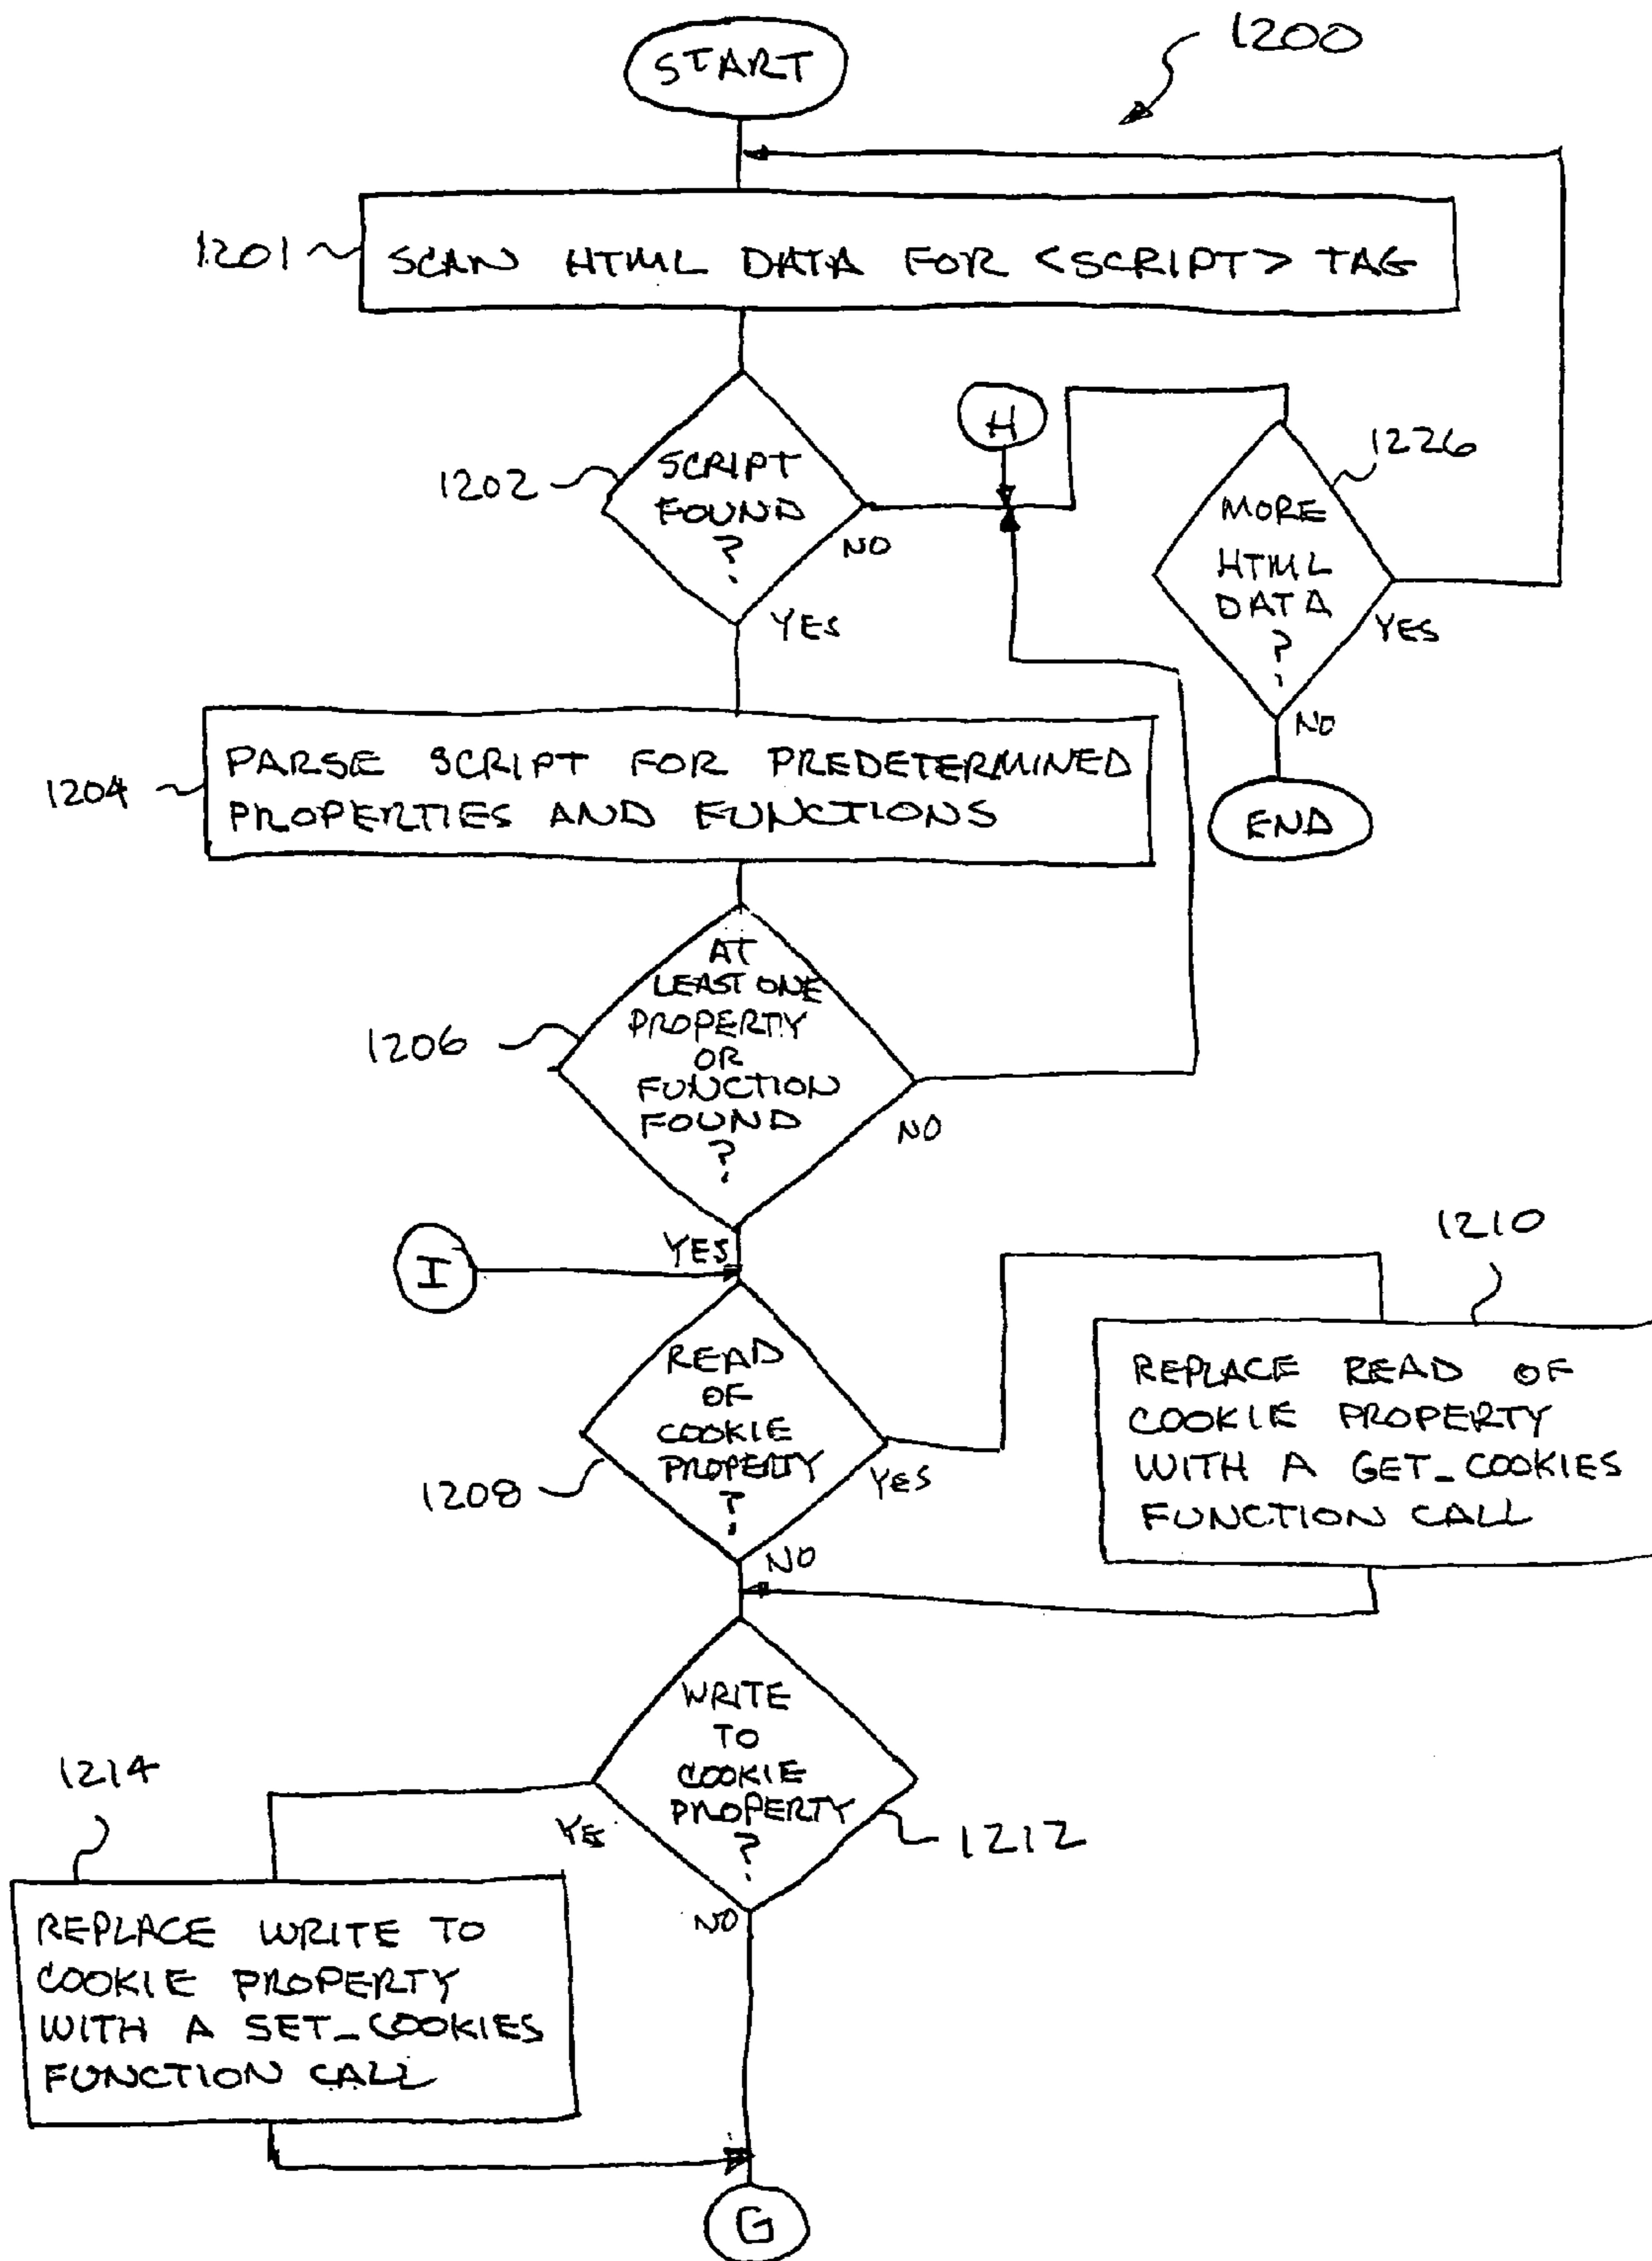 START
1200
1201
SCAN HTML DATA FOR <SCRIPT> TAG
H
1202
SCRIPT
FOUND
?
NO
YES
1226
MORE
HTML
DATA
?
YES
NO
END
1204
PARSE SCRIPT FOR PREDETERMINED
PROPERTIES AND FUNCTIONS
1206
AT
LEAST ONE
PROPERTY
OR
FUNCTION
FOUND
?
NO
YES
I
1208
READ
OF
COOKIE
PROPERTY
?
YES
NO
1210
REPLACE READ OF
COOKIE PROPERTY
WITH A GET_COOKIES
FUNCTION CALL
WRITE
TO
COOKIE
PROPERTY
?
1212
YE
NO
1214
REPLACE WRITE TO
COOKIE PROPERTY
WITH A SET_COOKIES
FUNCTION CALL
G